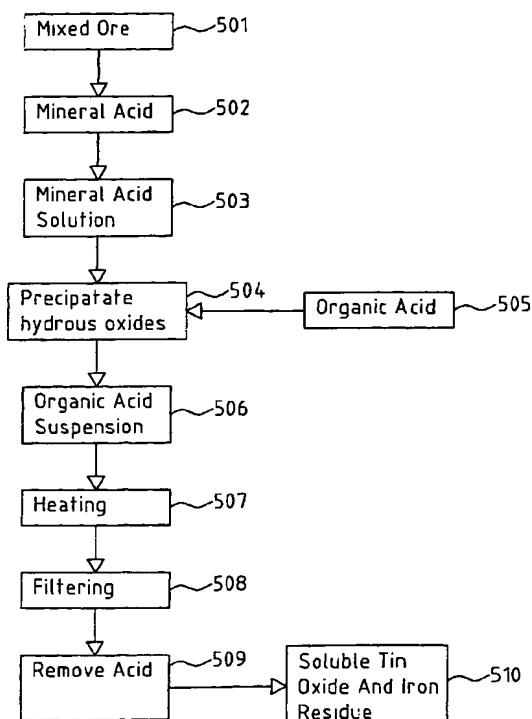 Mixed Ore
501
Mineral Acid
502
Mineral Acid
Solution
503
Precipatate
hydrous oxides
504
Organic Acid
505
Organic Acid
Suspension
506
Heating
507
Filtering
508
Remove Acid
509
Soluble Tin
Oxide And Iron
Residue
510